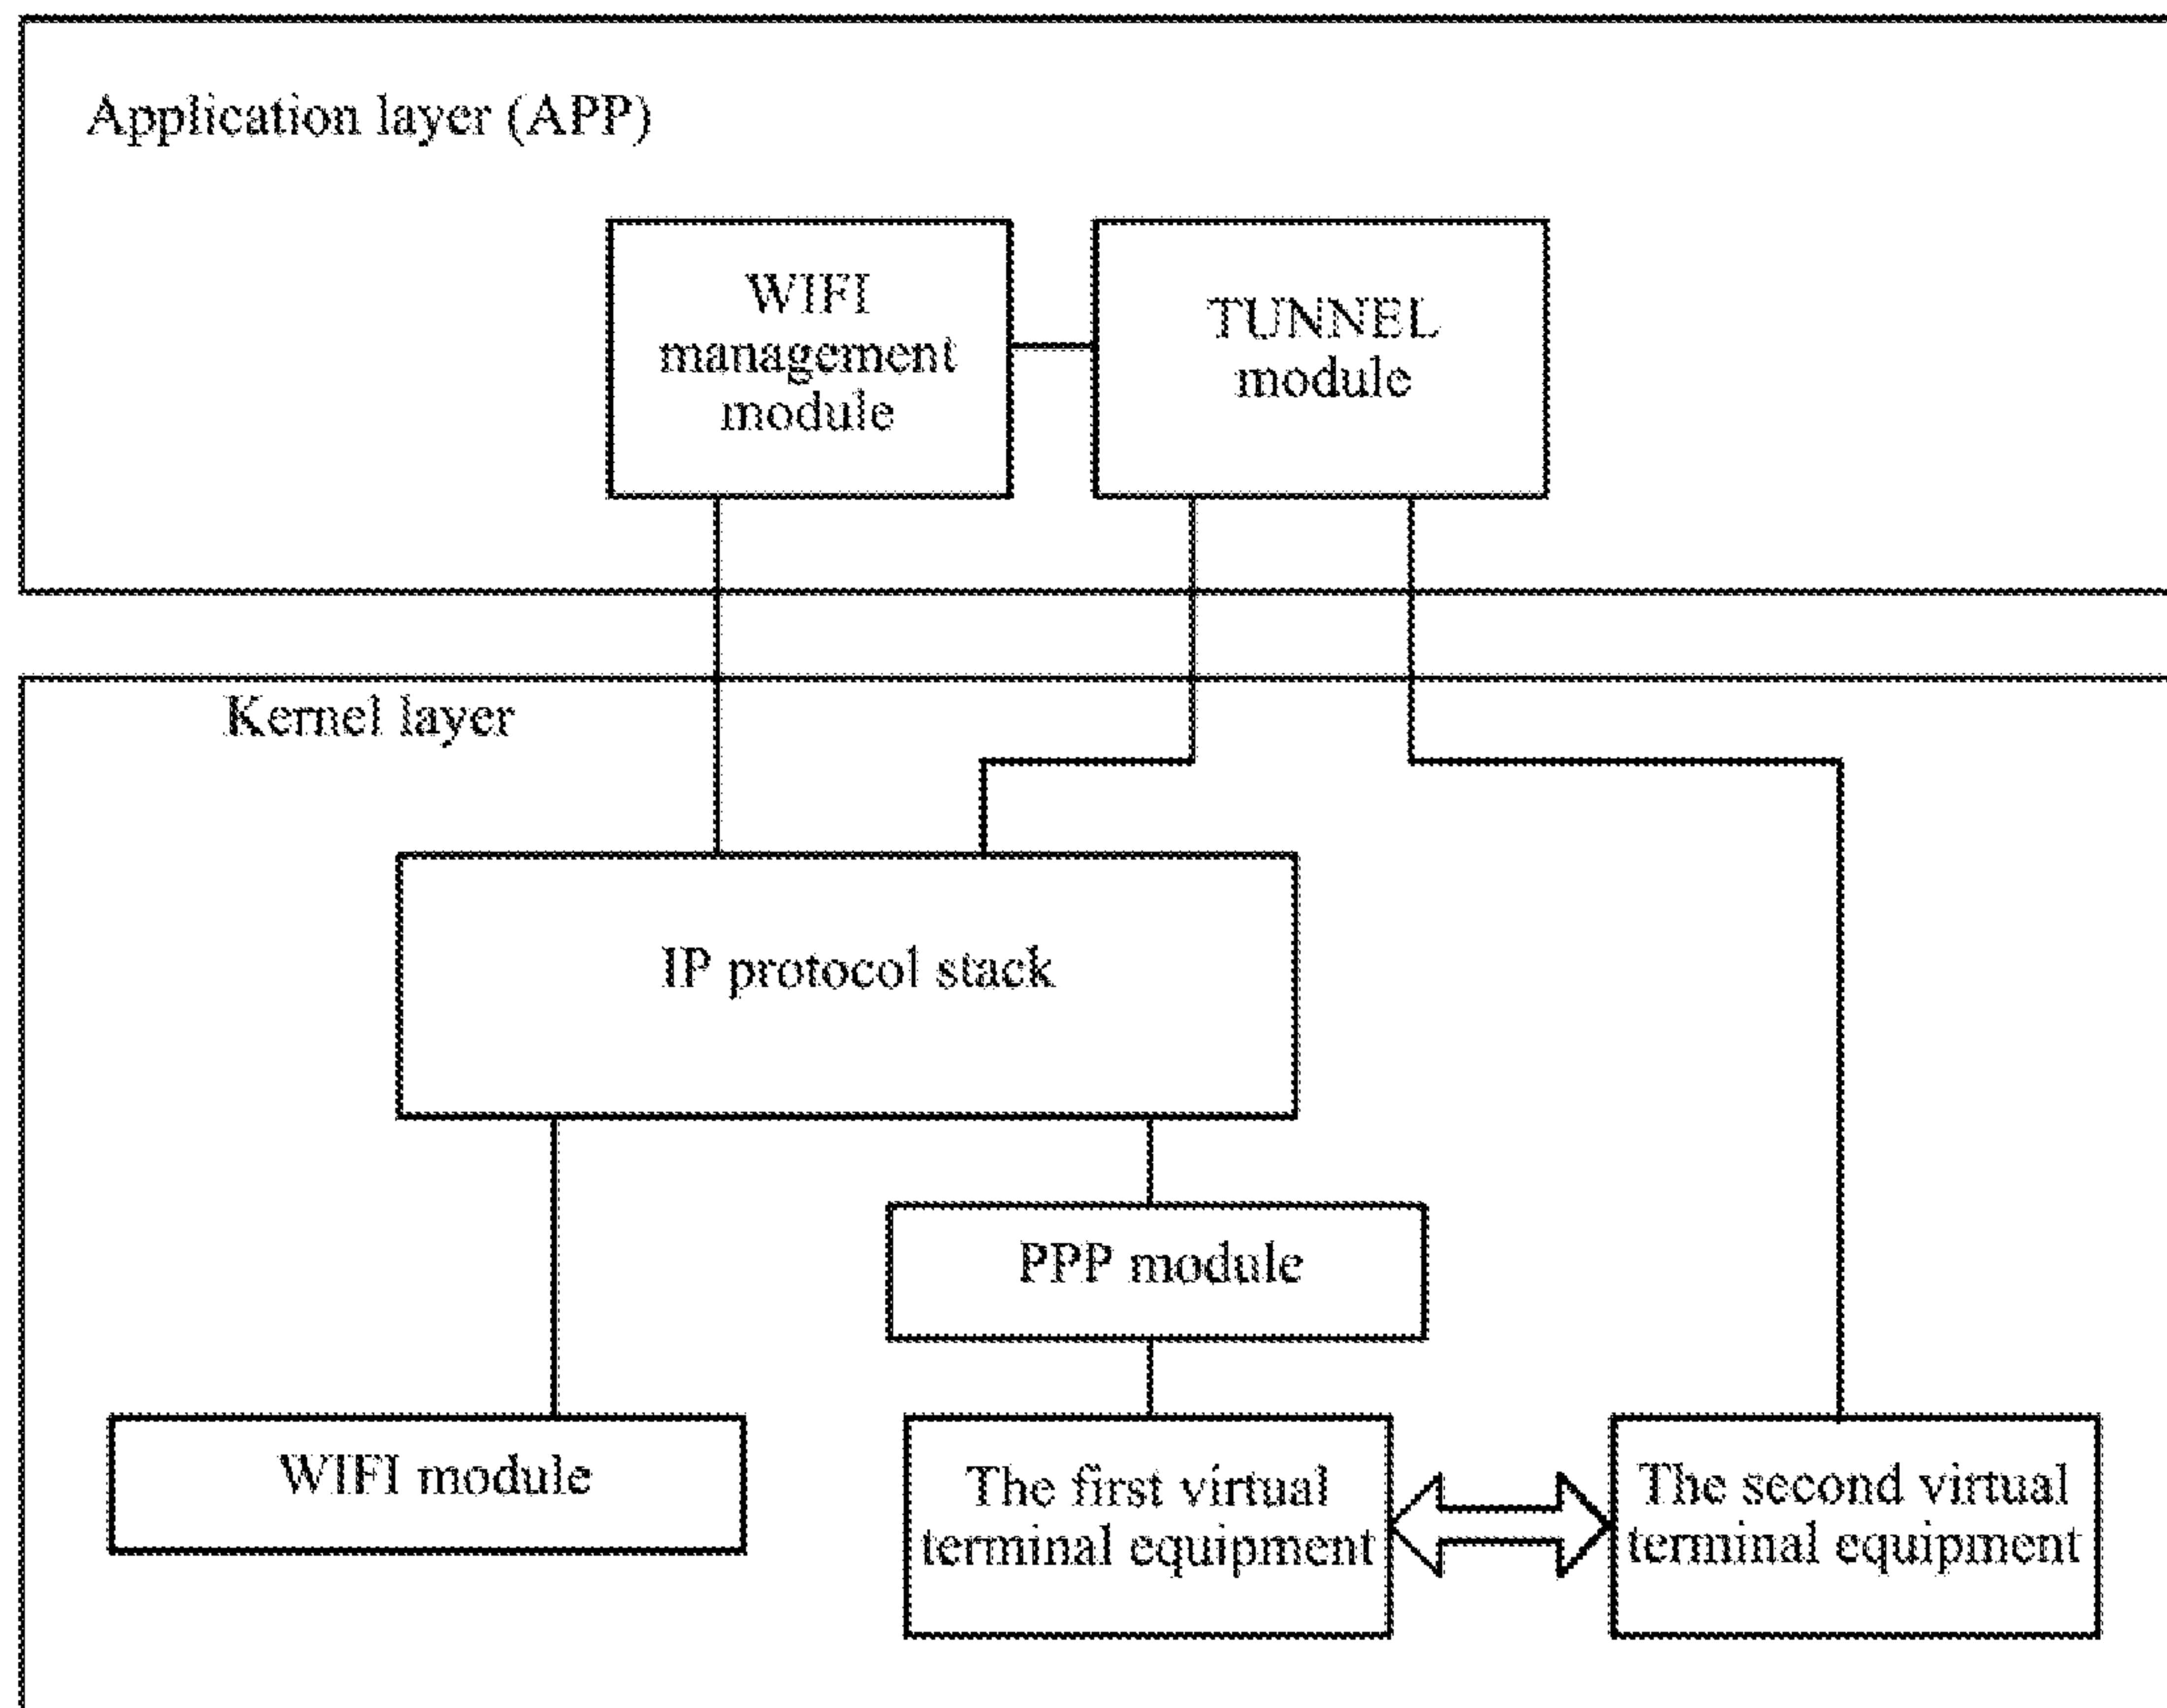 Application layer (APP)
WIFI
management
module
TUNNEL
module
Kernel layer
IP protocol stack
PPP module
WIFI module
The first virtual
terminal equipment
The second virtual
terminal equipment